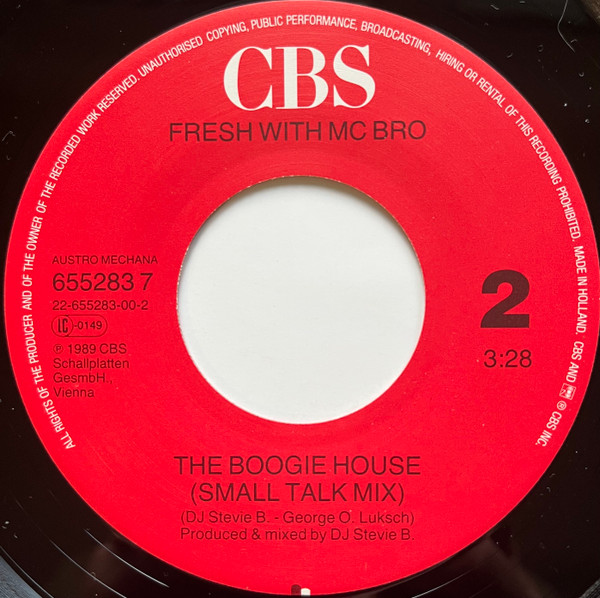 ALL RIGHTS OF THE PRODUCER AND OF THE OWNER OF THE RECORDED WORK RESERVED. UNAUTHORISED COPYING, PUBLIC PERFORMANCE, BROADCASTING, HIRING OR RENTAL OF THIS RECORDING PROHIBITED. MADE IN HOLLAND. CBS AND ® CBS INC.
CBS
FRESH WITH MC BRO
AUSTRO MECHANA
655283 7
22-655283-00-2
LC-0149
℗ 1989 CBS
Schallplatten
GesmbH.,
Vienna
2
3:28
THE BOOGIE HOUSE
(SMALL TALK MIX)
(DJ Stevie B. - George O. Luksch)
Produced & mixed by DJ Stevie B.